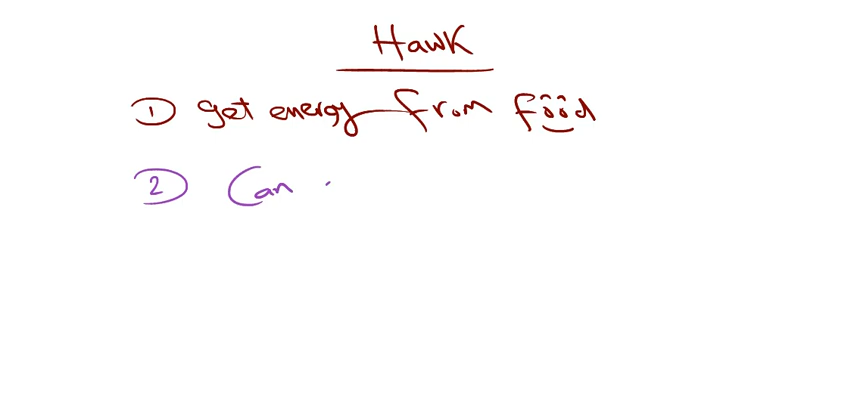 Hawk
① get energy from food
② Can